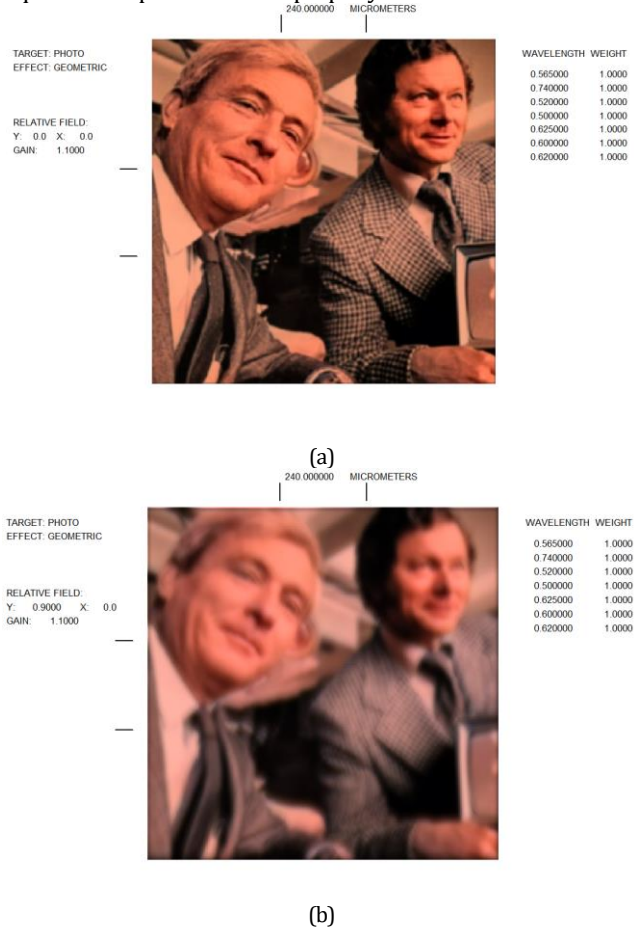 240.000000 MICROMETERS
TARGET: PHOTO
EFFECT: GEOMETRIC
RELATIVE FIELD:
Y: 0.0 X: 0.0
GAIN: 1.1000
WAVELENGTH WEIGHT
0.565000 1.0000
0.740000 1.0000
0.520000 1.0000
0.500000 1.0000
0.625000 1.0000
0.600000 1.0000
0.620000 1.0000
(a)
240.000000 MICROMETERS
TARGET: PHOTO
EFFECT: GEOMETRIC
RELATIVE FIELD:
Y: 0.9000 X: 0.0
GAIN: 1.1000
WAVELENGTH WEIGHT
0.565000 1.0000
0.740000 1.0000
0.520000 1.0000
0.500000 1.0000
0.625000 1.0000
0.600000 1.0000
0.620000 1.0000
(b)